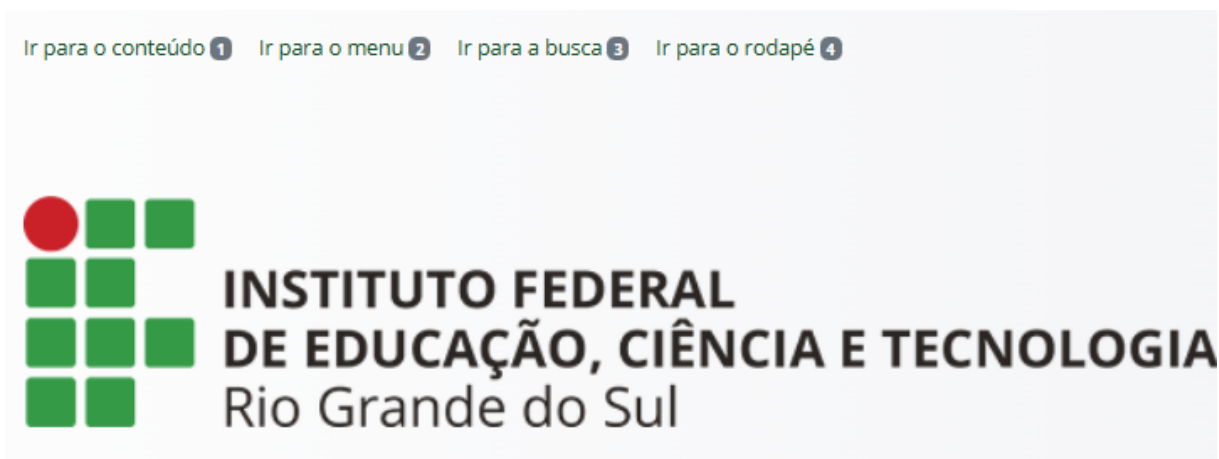 Ir para o conteúdo 1 Ir para o menu 2 Ir para a busca 3 Ir para o rodapé 4
INSTITUTO FEDERAL
DE EDUCAÇÃO, CIÊNCIA E TECNOLOGIA
Rio Grande do Sul